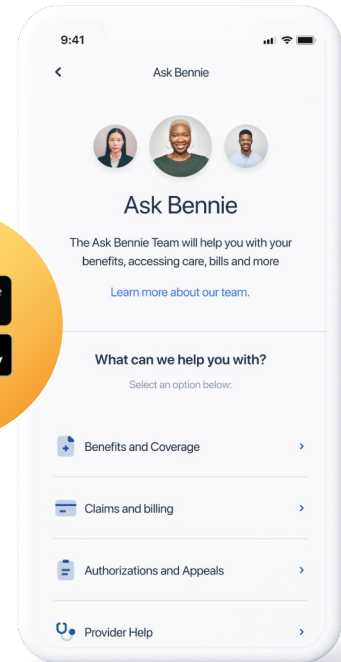 9:41
Ask Bennie
Ask Bennie
The Ask Bennie Team will help you with your
benefits, accessing care, bills and more
Learn more about our team.
What can we help you with?
Select an option below:
Benefits and Coverage
Claims and billing
Authorizations and Appeals
Provider Help